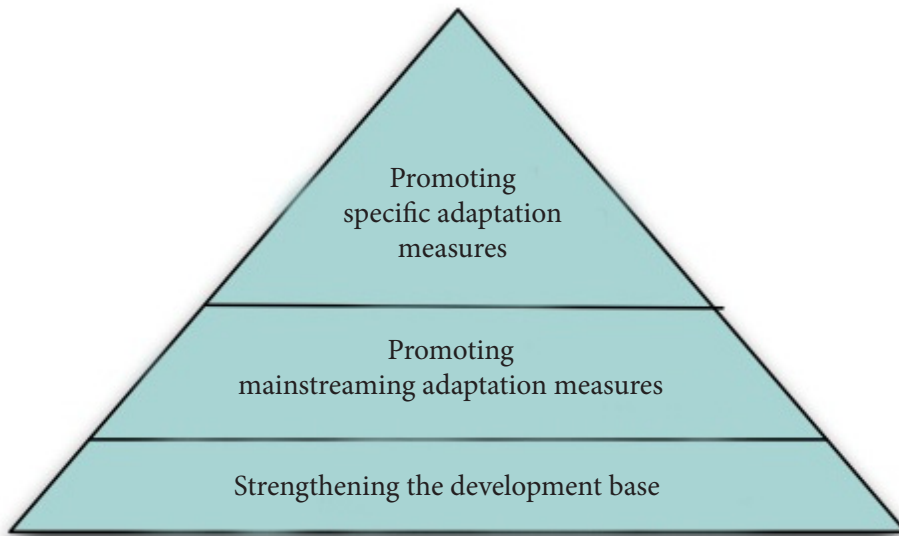 Promoting
specific adaptation
measures
Promoting
mainstreaming adaptation measures
Strengthening the development base